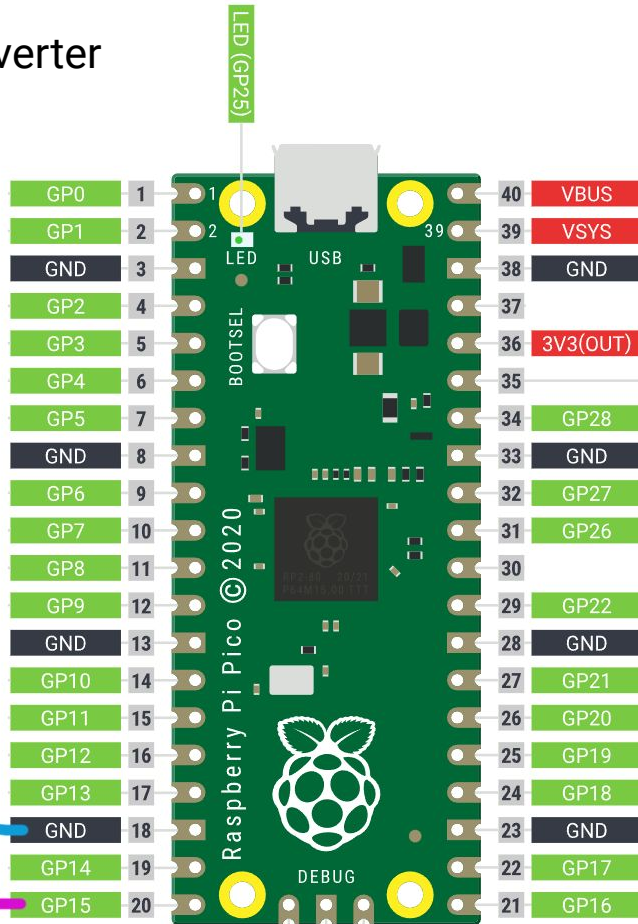 verter
LED (GP25)
GP0 1 1 40 VBUS
GP1 2 2 39 39 VSYS
LED USB
GND 3 38 GND
GP2 4 37
BOOTSEL
GP3 5 36 3V3(OUT)
GP4 6 35
GP5 7 34 GP28
GND 8 33 GND
GP6 9 32 GP27
GP7 10 31 GP26
GP8 11 30
GP9 12 29 GP22
GND 13 28 GND
GP10 14 27 GP21
GP11 15 26 GP20
GP12 16 25 GP19
GP13 17 24 GP18
GND 18 23 GND
Raspberry Pi Pico © 2020
GP14 19 22 GP17
DEBUG
GP15 20 21 GP16